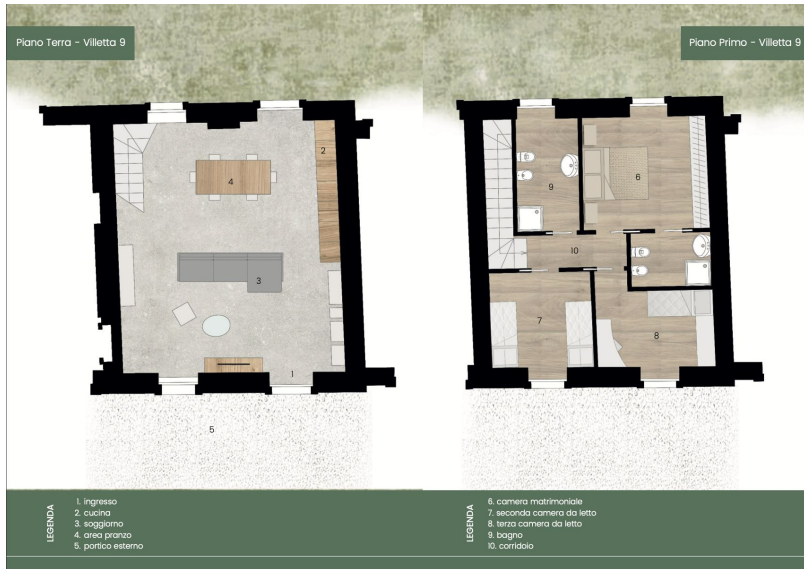 Piano Terra - Villetta 9
Piano Primo - Villetta 9
2
4
3
1
5
6
9
10
7
8
LEGENDA
1. ingresso
2. cucina
3. soggiorno
4. area pranzo
5. portico esterno
LEGENDA
6. camera matrimoniale
7. seconda camera da letto
8. terza camera da letto
9. bagno
10. corridoio